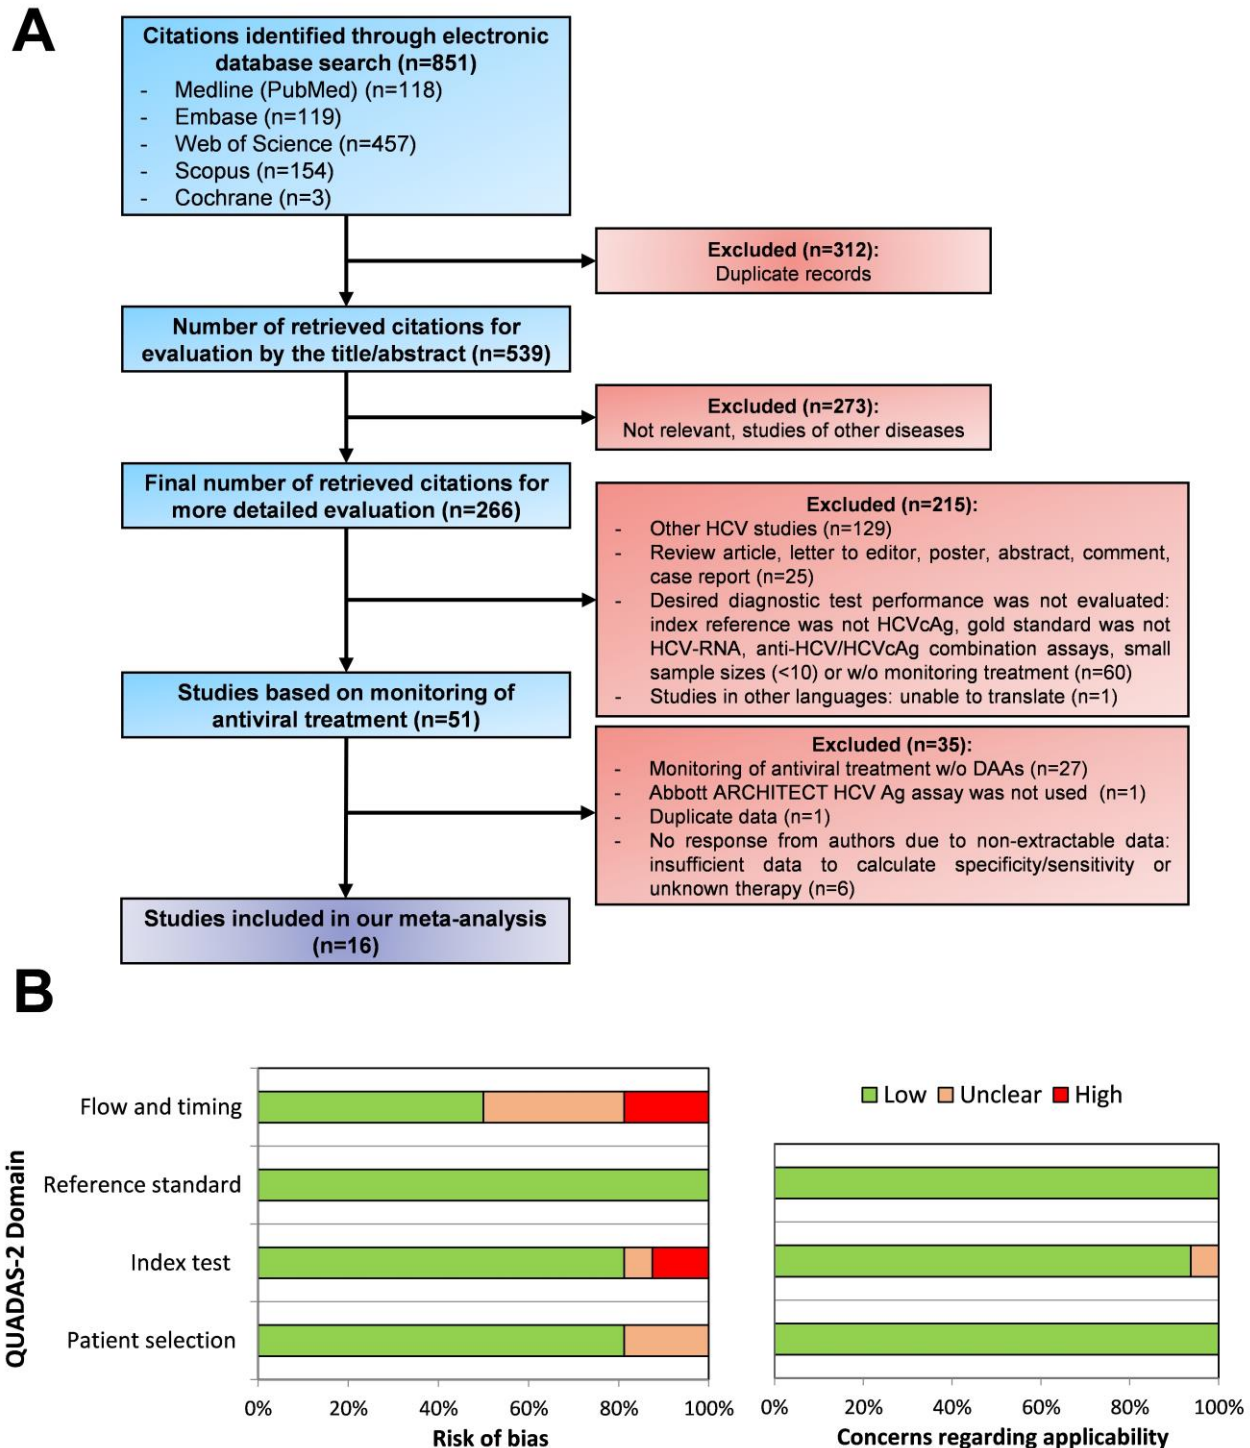 A
Citations identified through electronic
database search (n=851)
- Medline (PubMed) (n=118)
- Embase (n=119)
- Web of Science (n=457)
- Scopus (n=154)
- Cochrane (n=3)
Excluded (n=312):
Duplicate records
Number of retrieved citations for
evaluation by the title/abstract (n=539)
Excluded (n=273):
Not relevant, studies of other diseases
Final number of retrieved citations for
more detailed evaluation (n=266)
Excluded (n=215):
- Other HCV studies (n=129)
- Review article, letter to editor, poster, abstract, comment,
case report (n=25)
- Desired diagnostic test performance was not evaluated:
index reference was not HCVcAg, gold standard was not
HCV-RNA, anti-HCV/HCVcAg combination assays, small
sample sizes (<10) or w/o monitoring treatment (n=60)
- Studies in other languages: unable to translate (n=1)
Studies based on monitoring of
antiviral treatment (n=51)
Excluded (n=35):
- Monitoring of antiviral treatment w/o DAAs (n=27)
- Abbott ARCHITECT HCV Ag assay was not used (n=1)
- Duplicate data (n=1)
- No response from authors due to non-extractable data:
insufficient data to calculate specificity/sensitivity or
unknown therapy (n=6)
Studies included in our meta-analysis
(n=16)
B
QUADAS-2 Domain
Flow and timing
Reference standard
Index test
Patient selection
0% 20% 40% 60% 80% 100%
Risk of bias
Low Unclear High
0% 20% 40% 60% 80% 100%
Concerns regarding applicability